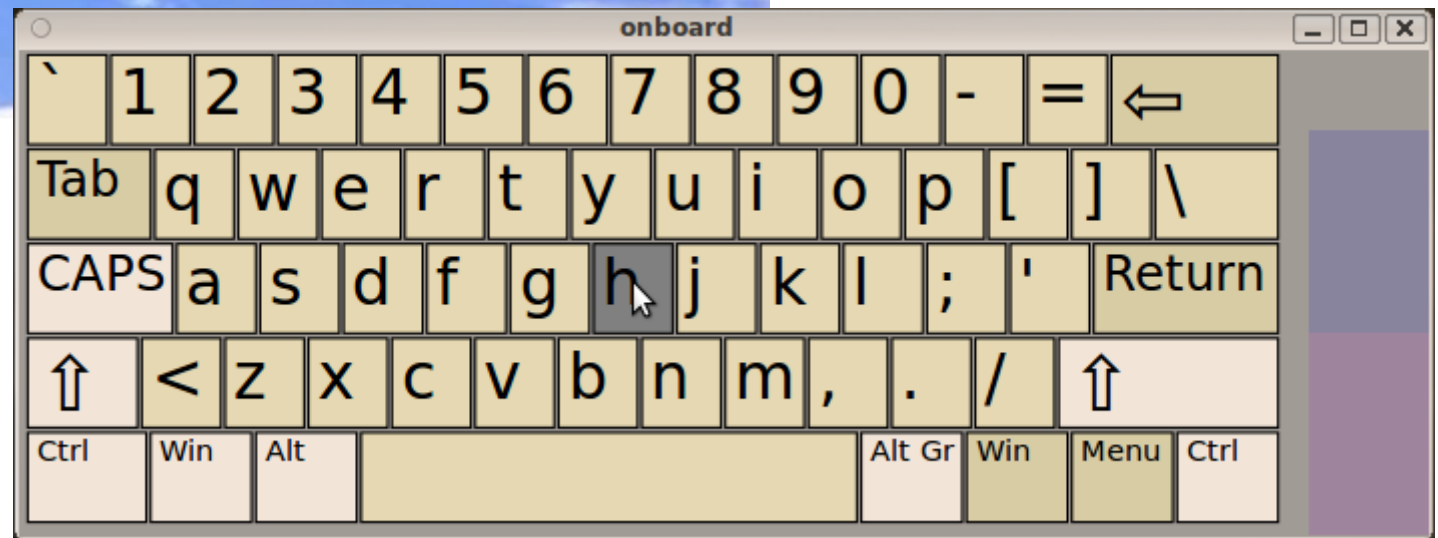 onboard
` 1 2 3 4 5 6 7 8 9 0 - = ⇦
Tab q w e r t y u i o p [ ] \
CAPS a s d f g h j k l ; ' Return
⇧ < z x c v b n m , . / ⇧
Ctrl Win Alt Alt Gr Win Menu Ctrl